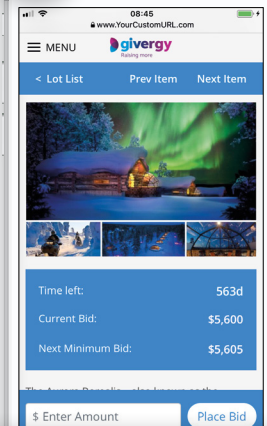 08:45
www.YourCustomURL.com
MENU
givergy
Raising more
< Lot List Prev Item Next Item
Time left: 563d
Current Bid: $5,600
Next Minimum Bid: $5,605
$ Enter Amount Place Bid